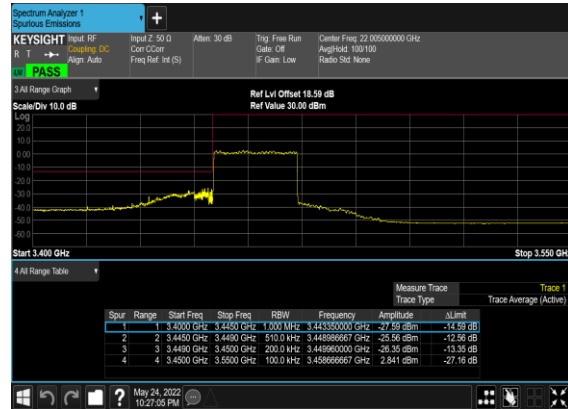 Spectrum Analyzer 1
Spurious Emissions
+
KEYSIGHT Input: RF Input Z: 50 Ω Atten: 30 dB Trig: Free Run Center Freq: 22.005000000 GHz
R T Coupling: DC Corr CCorr Gate: Off Avg|Hold: 100/100
Align: Auto Freq Ref: Int (S) IF Gain: Low Radio Std: None
LW PASS
3 All Range Graph
Ref Lvl Offset 18.59 dB
Scale/Div 10.0 dB Ref Value 30.00 dBm
Log
20.0
10.0
0.00
-10.0
-20.0
-30.0
-40.0
-50.0
-60.0
Start 3.400 GHz Stop 3.550 GHz
4 All Range Table
Measure Trace Trace 1
Trace Type Trace Average (Active)
Spur Range Start Freq Stop Freq RBW Frequency Amplitude ΔLimit
1 1 3.4000 GHz 3.4450 GHz 1.000 MHz 3.443350000 GHz -27.59 dBm -14.59 dB
2 2 3.4450 GHz 3.4490 GHz 510.0 kHz 3.448986667 GHz -25.56 dBm -12.56 dB
3 3 3.4490 GHz 3.4500 GHz 200.0 kHz 3.449960000 GHz -26.35 dBm -13.35 dB
4 4 3.4500 GHz 3.5500 GHz 100.0 kHz 3.458666667 GHz 2.841 dBm -27.16 dB
? May 24, 2022
10:27:05 PM